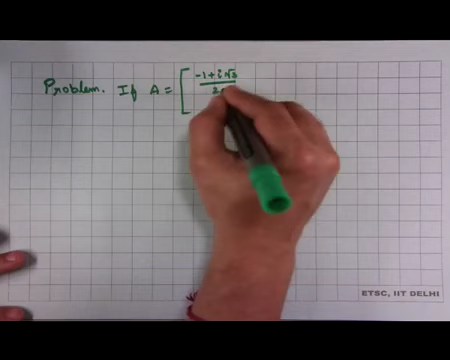 Problem. If A = [ -1+i√3 / 2
ETSC, IIT DELHI